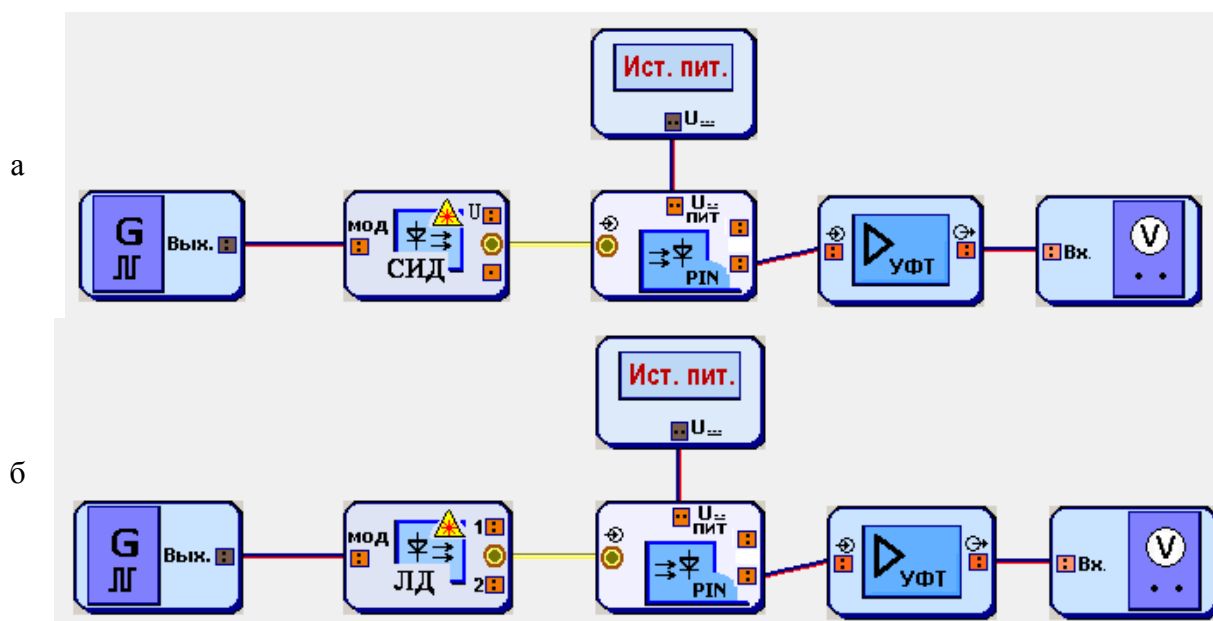 Ист. пит.
U
а
G
Вых.
мод
U
СИД
U
пит
PIN
УФТ
Вх.
V
Ист. пит.
U
б
G
Вых.
мод
1
2
ЛД
U
пит
PIN
УФТ
Вх.
V